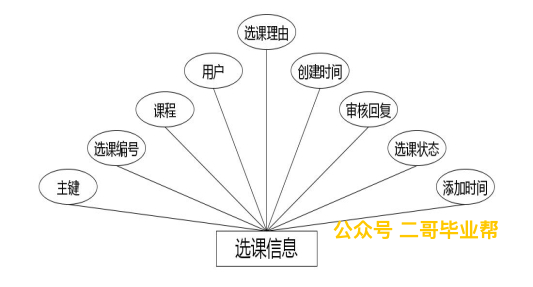 选课理由
用户
创建时间
课程
审核回复
选课编号
选课状态
主键
添加时间
公众号 二哥毕业帮
选课信息